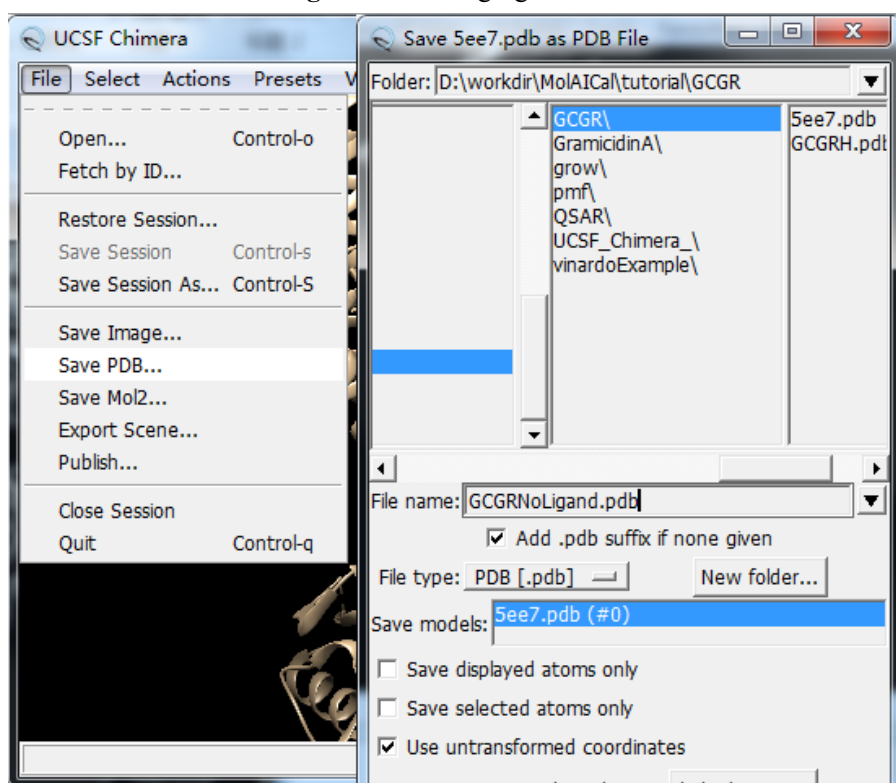 UCSF Chimera
File Select Actions Presets
Open... Control-o
Fetch by ID...
Restore Session...
Save Session Control-s
Save Session As... Control-S
Save Image...
Save PDB...
Save Mol2...
Export Scene...
Publish...
Close Session
Quit Control-q
Save 5ee7.pdb as PDB File
Folder: D:\workdir\MolAICal\tutorial\GCGR
GCGR\
GramicidinA\
grow\
pmf\
QSAR\
UCSF_Chimera_\
vinardoExample\
5ee7.pdb
GCGRH.pdb
File name: GCGRNoLigand.pdb
Add .pdb suffix if none given
File type: PDB [.pdb]
New folder...
Save models: 5ee7.pdb (#0)
Save displayed atoms only
Save selected atoms only
Use untransformed coordinates